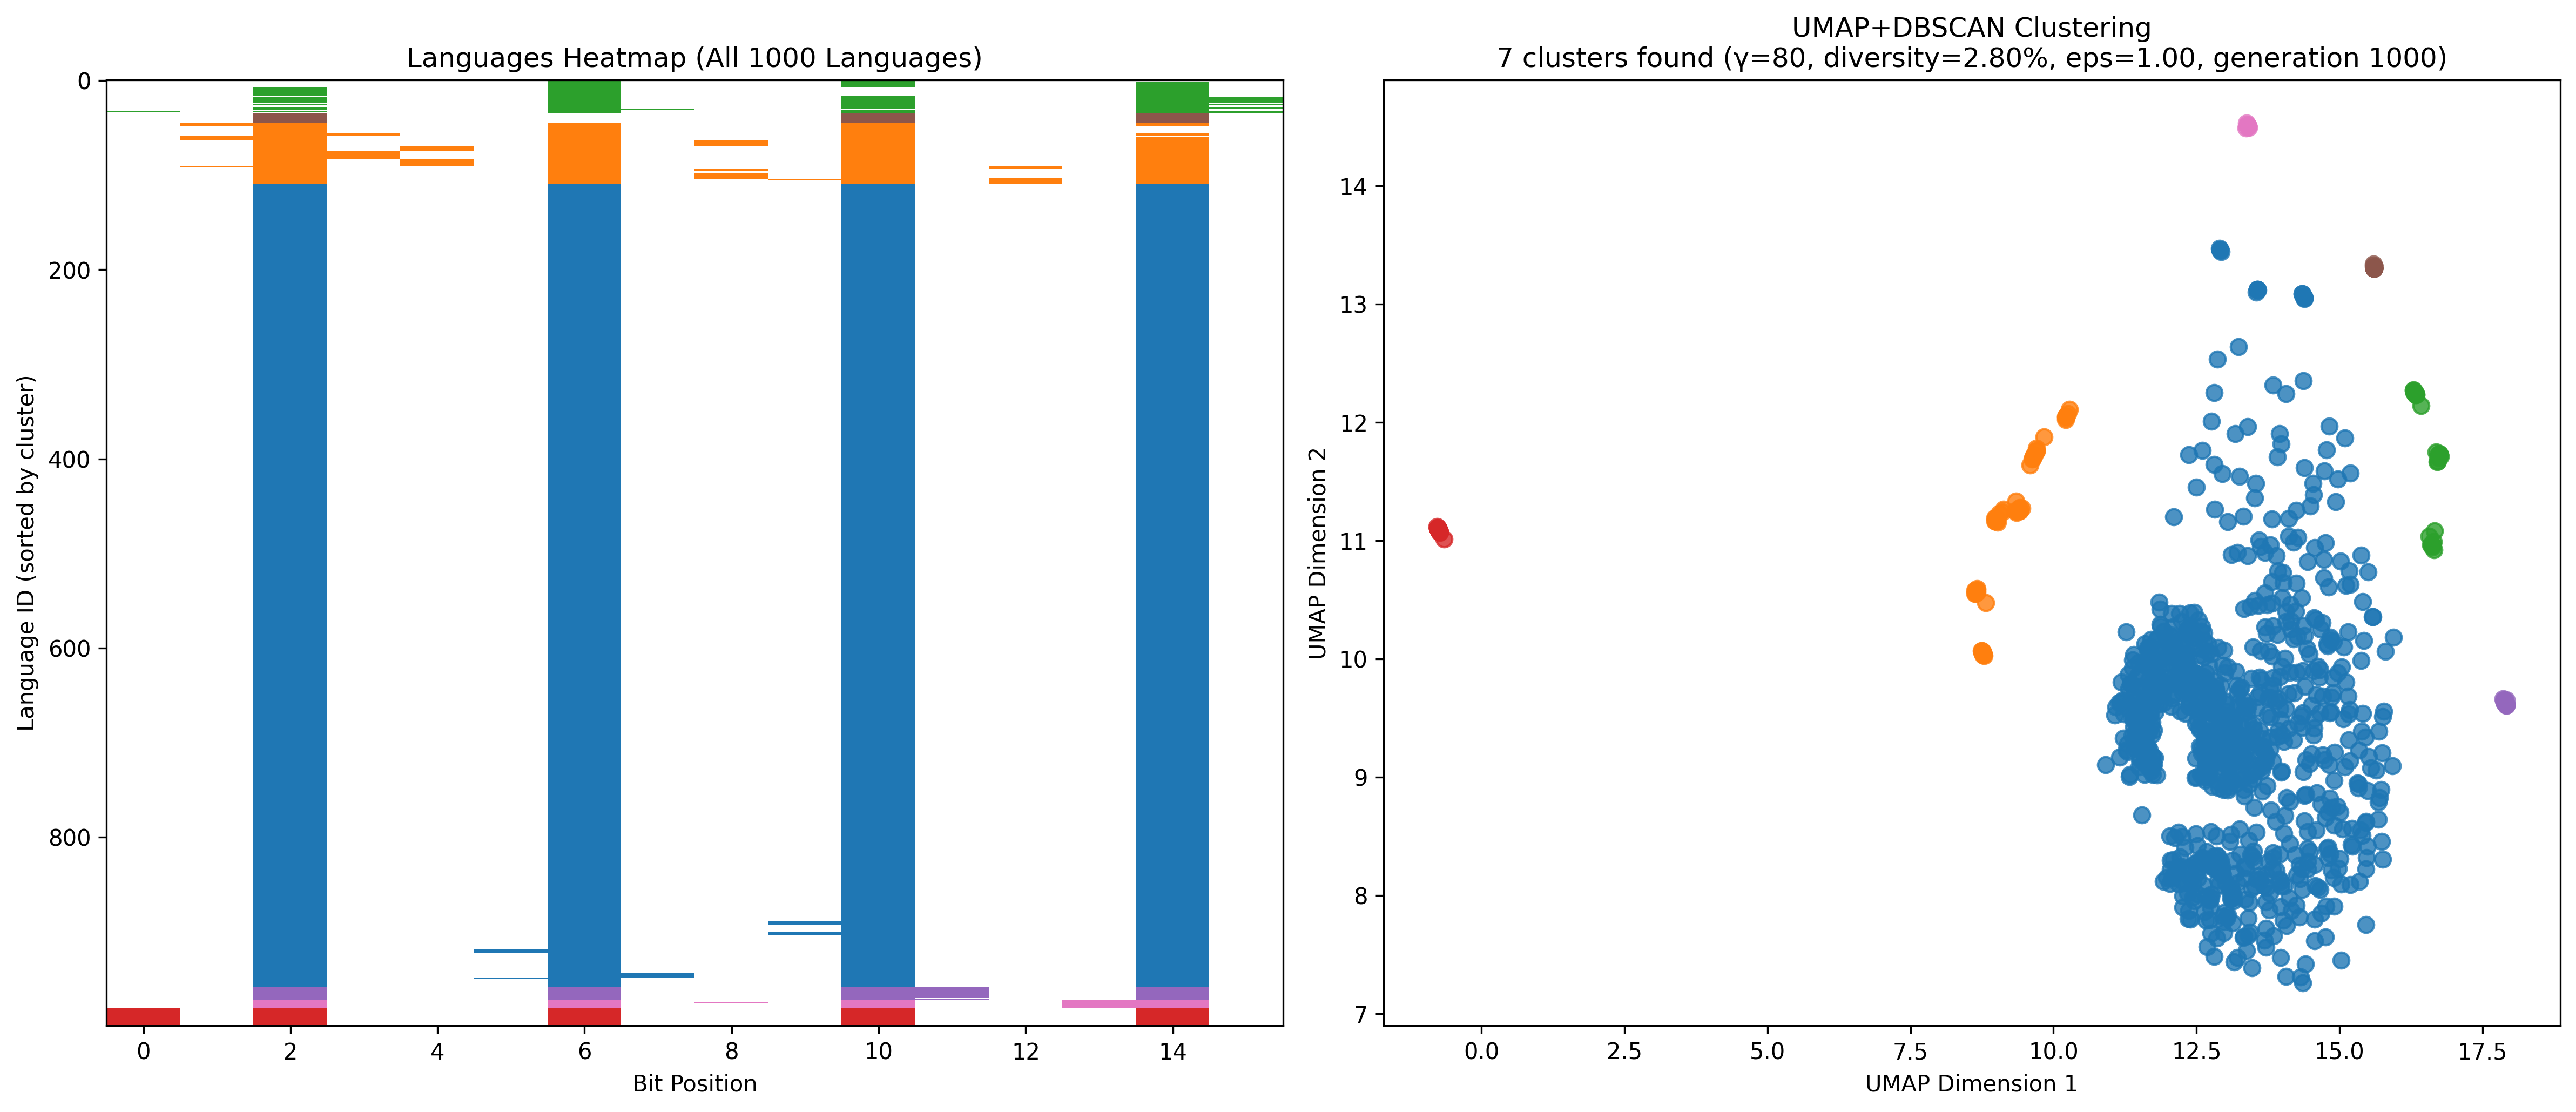 Languages Heatmap (All 1000 Languages)
Language ID (sorted by cluster)
0
200
400
600
800
0 2 4 6 8 10 12 14
Bit Position
UMAP+DBSCAN Clustering
7 clusters found (γ=80, diversity=2.80%, eps=1.00, generation 1000)
UMAP Dimension 2
14
13
12
11
10
9
8
7
0.0 2.5 5.0 7.5 10.0 12.5 15.0 17.5
UMAP Dimension 1